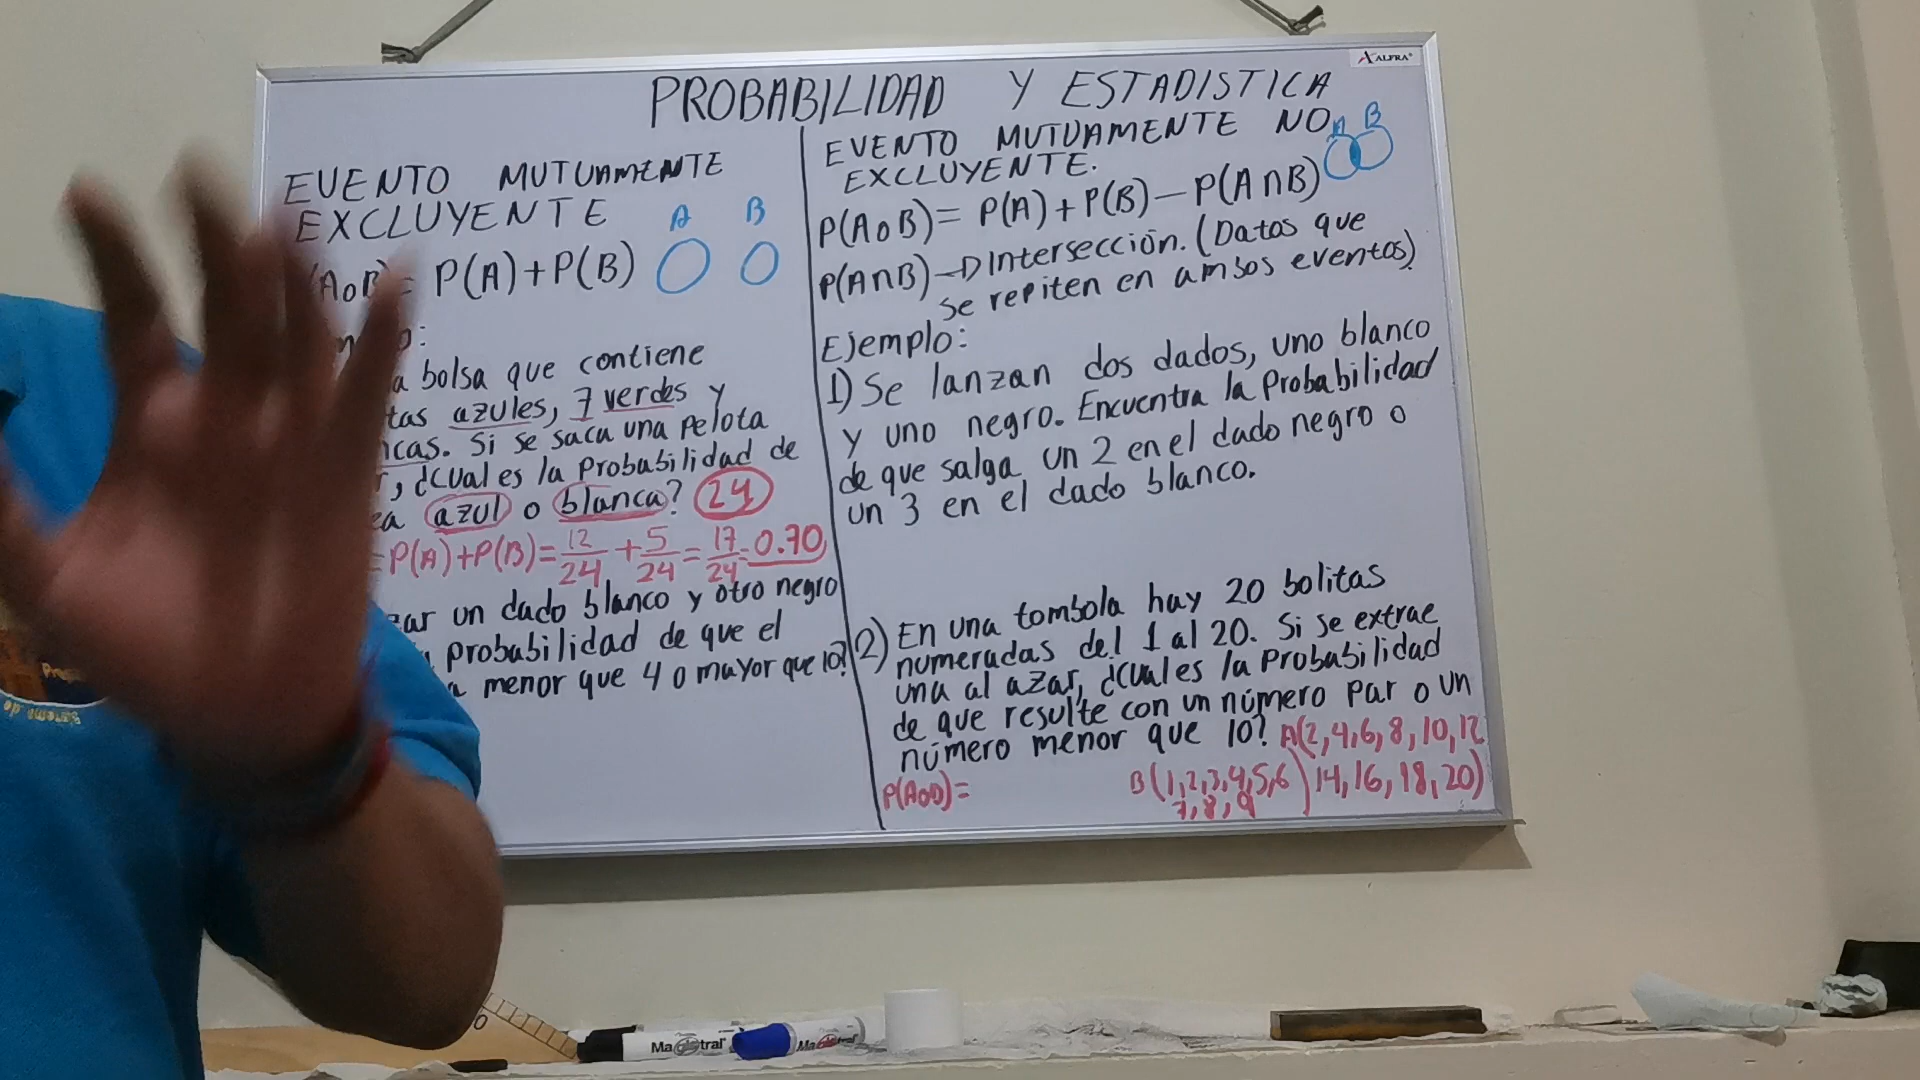 ALFRA
PROBABILIDAD Y ESTADISTICA
EVENTO MUTUAMENTE
EXCLUYENTE
A B
= P(A)+P(B)
bolsa que contiene
azules, 7 verdes y
Si se saca una pelota
¿cual es la probabilidad de
azul o blanca? 24
=P(A)+P(B)=12/24+5/24=17/24=0.70
un dado blanco y otro negro
probabilidad de que el
menor que 4 o mayor que 10?
EVENTO MUTUAMENTE NO
EXCLUYENTE.
A B
P(AoB)= P(A)+P(B)-P(A∩B)
P(A∩B)→Intersección. (Datos que
se repiten en ambos eventos)
Ejemplo:
1) Se lanzan dos dados, uno blanco
y uno negro. Encuentra la probabilidad
de que salga un 2 en el dado negro o
un 3 en el dado blanco.
2) En una tombola hay 20 bolitas
numeradas del 1 al 20. Si se extrae
una al azar, ¿cual es la probabilidad
de que resulte con un número par o un
número menor que 10? A(2,4,6,8,10,12
P(AoB)= B(1,2,3,4,5,6 14,16,18,20)
7,8,9)
Magistral